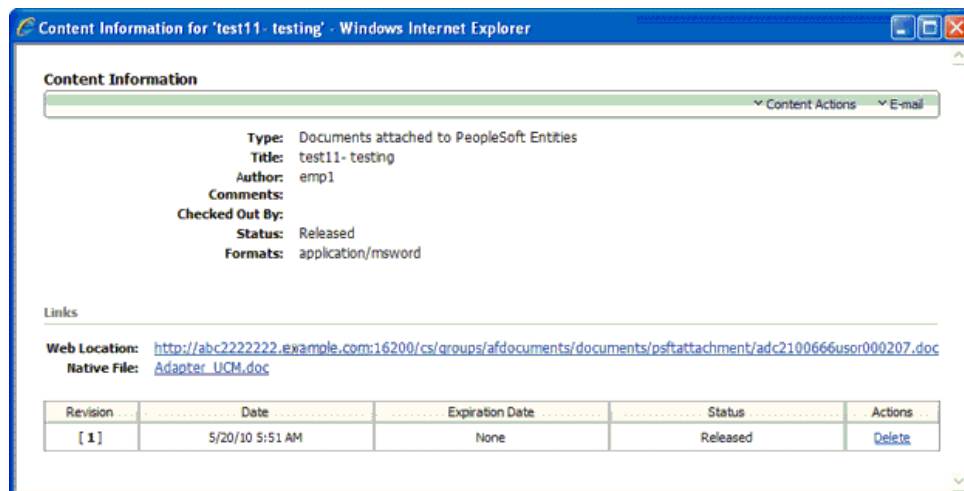 Content Information for 'test11- testing' - Windows Internet Explorer
Content Information
Content Actions E-mail
Type: Documents attached to PeopleSoft Entities
Title: test11- testing
Author: emp1
Comments:
Checked Out By:
Status: Released
Formats: application/msword
Links
Web Location: http://abc2222222.example.com:16200/cs/groups/afdocuments/documents/psftattachment/adc2100666usor000207.doc
Native File: Adapter_UCM.doc
Revision Date Expiration Date Status Actions
[ 1 ] 5/20/10 5:51 AM None Released Delete